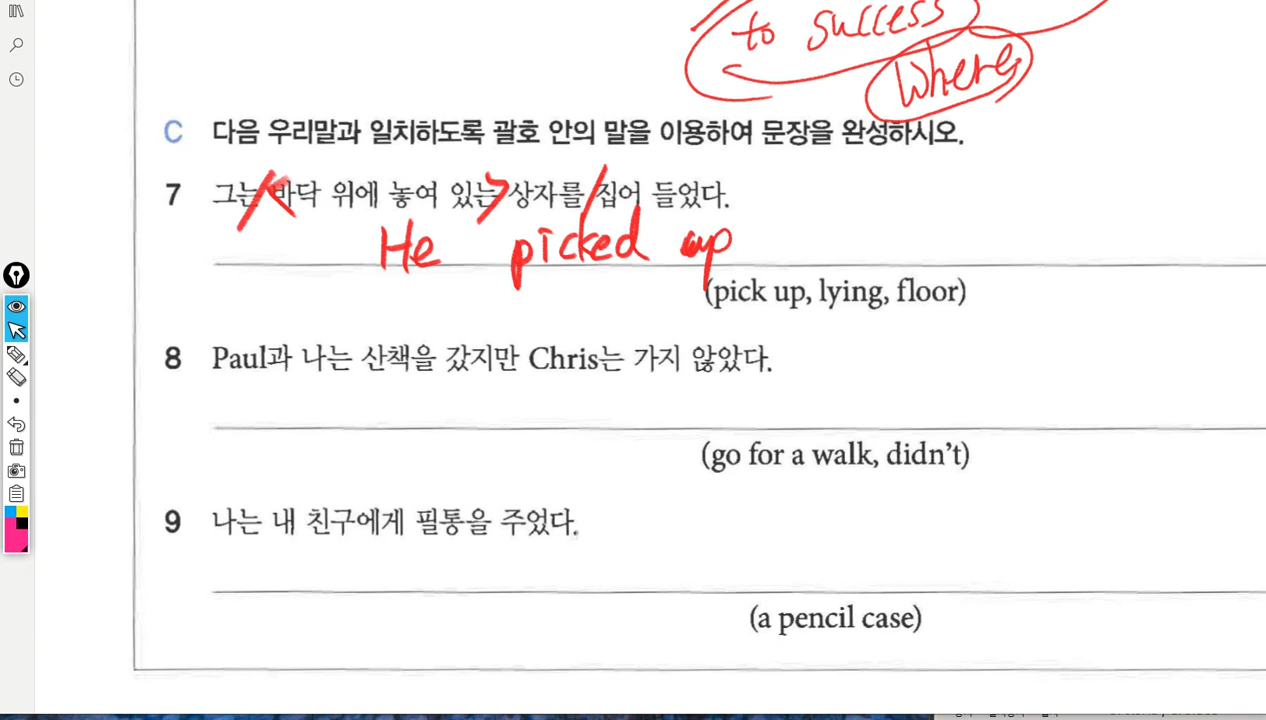 to success
where
C 다음 우리말과 일치하도록 괄호 안의 말을 이용하여 문장을 완성하시오.
7 그는 바닥 위에 놓여 있는 상자를 집어 들었다.
He picked up
(pick up, lying, floor)
8 Paul과 나는 산책을 갔지만 Chris는 가지 않았다.
(go for a walk, didn't)
9 나는 내 친구에게 필통을 주었다.
(a pencil case)